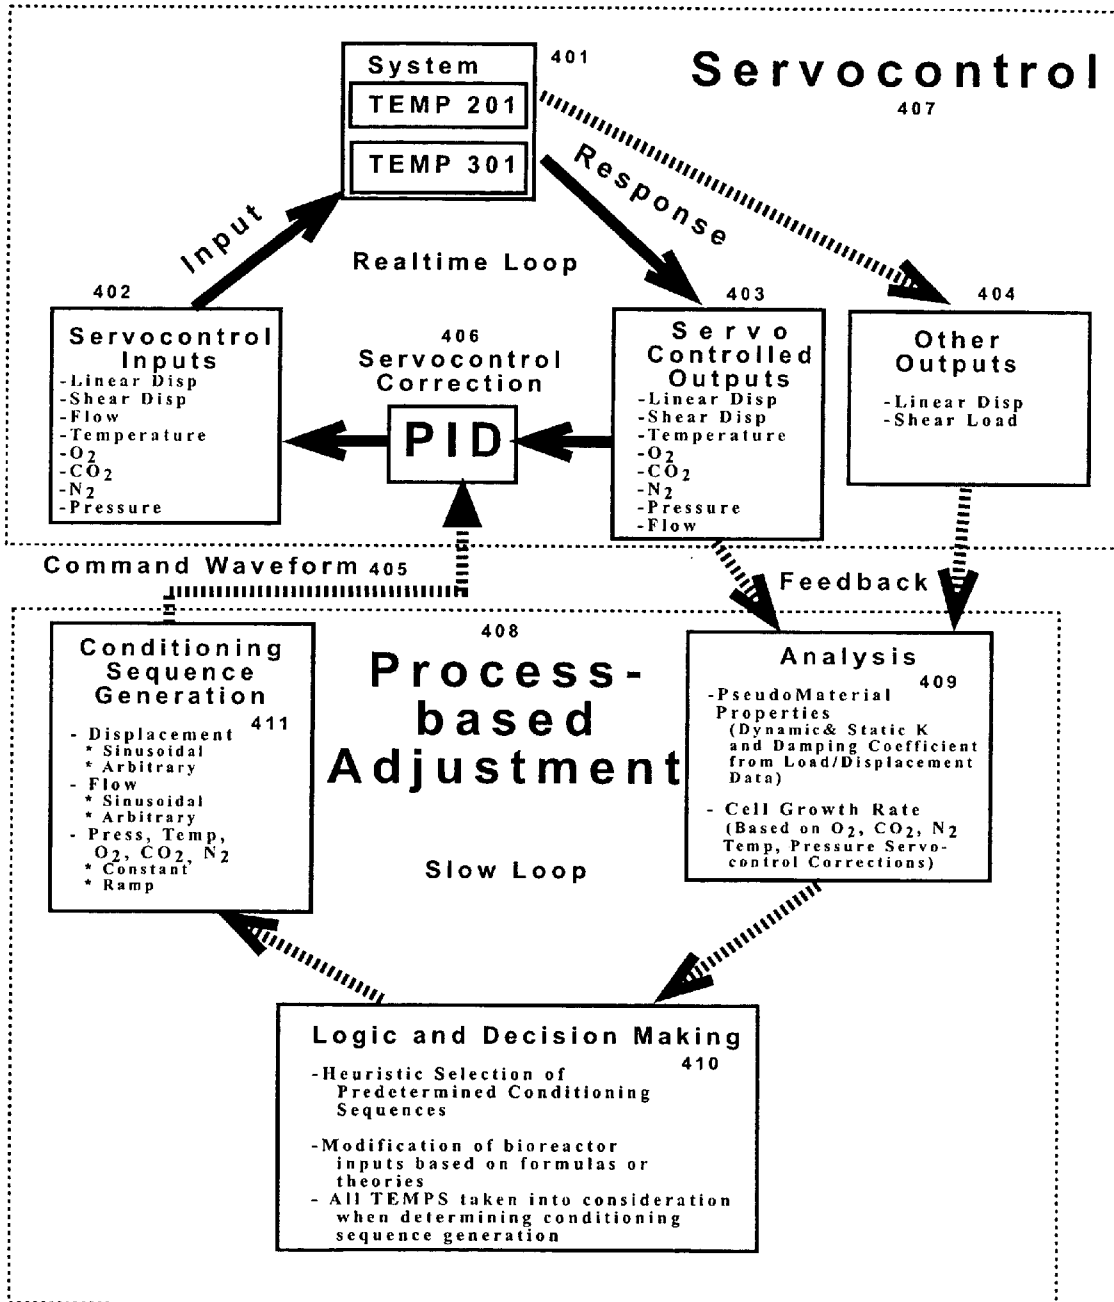 System
401
TEMP 201
TEMP 301
Servocontrol
407
Input
Response
Realtime Loop
402
Servocontrol
Inputs
-Linear Disp
-Shear Disp
-Flow
-Temperature
-O2
-CO2
-N2
-Pressure
406
Servocontrol
Correction
PID
403
Servo
Controlled
Outputs
-Linear Disp
-Shear Disp
-Temperature
-O2
-CO2
-N2
-Pressure
-Flow
404
Other
Outputs
-Linear Disp
-Shear Load
Command Waveform 405
Feedback
Conditioning
Sequence
Generation
411
- Displacement
* Sinusoidal
* Arbitrary
- Flow
* Sinusoidal
* Arbitrary
- Press, Temp,
O2, CO2, N2
* Constant
* Ramp
408
Process-
based
Adjustment
Slow Loop
Analysis
409
-PseudoMaterial
Properties
(Dynamic& Static K
and Damping Coefficient
from Load/Displacement
Data)
- Cell Growth Rate
(Based on O2, CO2, N2
Temp, Pressure Servo-
control Corrections)
Logic and Decision Making
410
-Heuristic Selection of
Predetermined Conditioning
Sequences
-Modification of bioreactor
inputs based on formulas or
theories
- All TEMPS taken into consideration
when determining conditioning
sequence generation